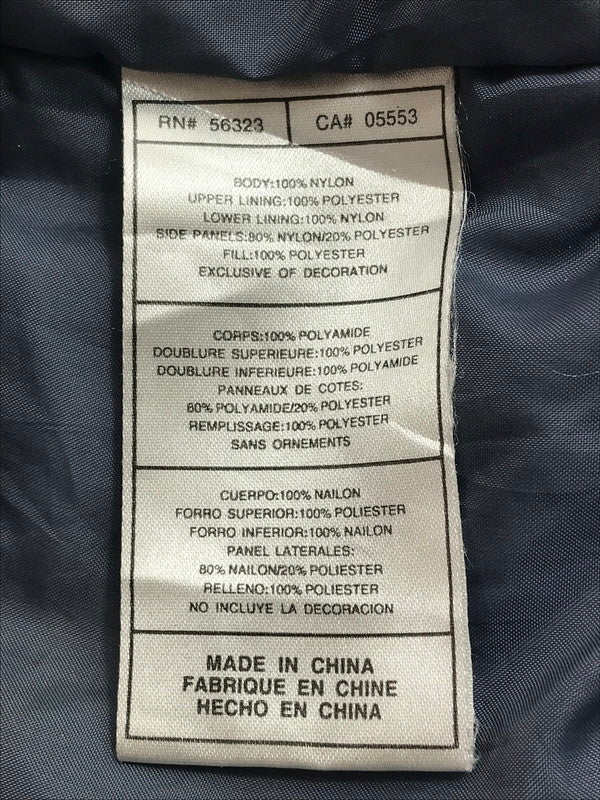 RN# 56323 CA# 05553
BODY:100% NYLON
UPPER LINING:100% POLYESTER
LOWER LINING:100% NYLON
SIDE PANELS:80% NYLON/20% POLYESTER
FILL:100% POLYESTER
EXCLUSIVE OF DECORATION
CORPS:100% POLYAMIDE
DOUBLURE SUPERIEURE:100% POLYESTER
DOUBLURE INFERIEURE:100% POLYAMIDE
PANNEAUX DE COTES:
80% POLYAMIDE/20% POLYESTER
REMPLISSAGE:100% POLYESTER
SANS ORNEMENTS
CUERPO:100% NAILON
FORRO SUPERIOR:100% POLIESTER
FORRO INFERIOR:100% NAILON
PANEL LATERALES:
80% NAILON/20% POLIESTER
RELLENO:100% POLIESTER
NO INCLUYE LA DECORACION
MADE IN CHINA
FABRIQUE EN CHINE
HECHO EN CHINA